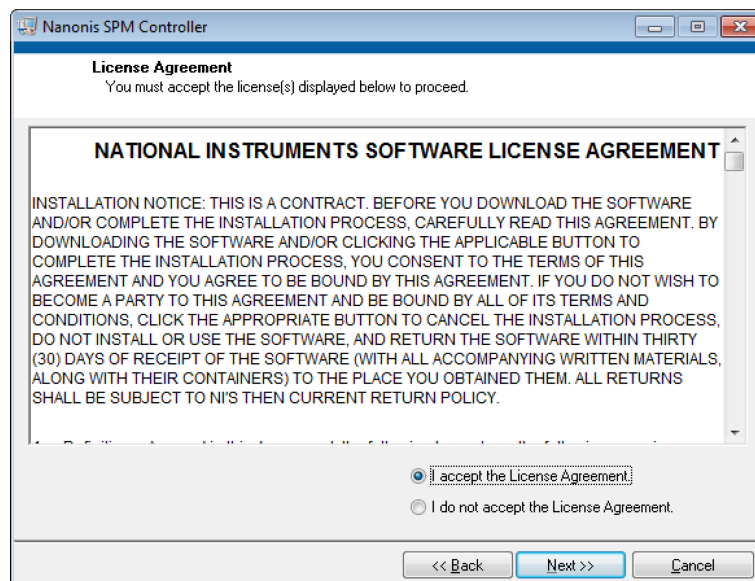 Nanonis SPM Controller
License Agreement
You must accept the license(s) displayed below to proceed.
NATIONAL INSTRUMENTS SOFTWARE LICENSE AGREEMENT
INSTALLATION NOTICE: THIS IS A CONTRACT. BEFORE YOU DOWNLOAD THE SOFTWARE
AND/OR COMPLETE THE INSTALLATION PROCESS, CAREFULLY READ THIS AGREEMENT. BY
DOWNLOADING THE SOFTWARE AND/OR CLICKING THE APPLICABLE BUTTON TO
COMPLETE THE INSTALLATION PROCESS, YOU CONSENT TO THE TERMS OF THIS
AGREEMENT AND YOU AGREE TO BE BOUND BY THIS AGREEMENT. IF YOU DO NOT WISH TO
BECOME A PARTY TO THIS AGREEMENT AND BE BOUND BY ALL OF ITS TERMS AND
CONDITIONS, CLICK THE APPROPRIATE BUTTON TO CANCEL THE INSTALLATION PROCESS,
DO NOT INSTALL OR USE THE SOFTWARE, AND RETURN THE SOFTWARE WITHIN THIRTY
(30) DAYS OF RECEIPT OF THE SOFTWARE (WITH ALL ACCOMPANYING WRITTEN MATERIALS,
ALONG WITH THEIR CONTAINERS) TO THE PLACE YOU OBTAINED THEM. ALL RETURNS
SHALL BE SUBJECT TO NI'S THEN CURRENT RETURN POLICY.
I accept the License Agreement.
I do not accept the License Agreement.
<< Back
Next >>
Cancel